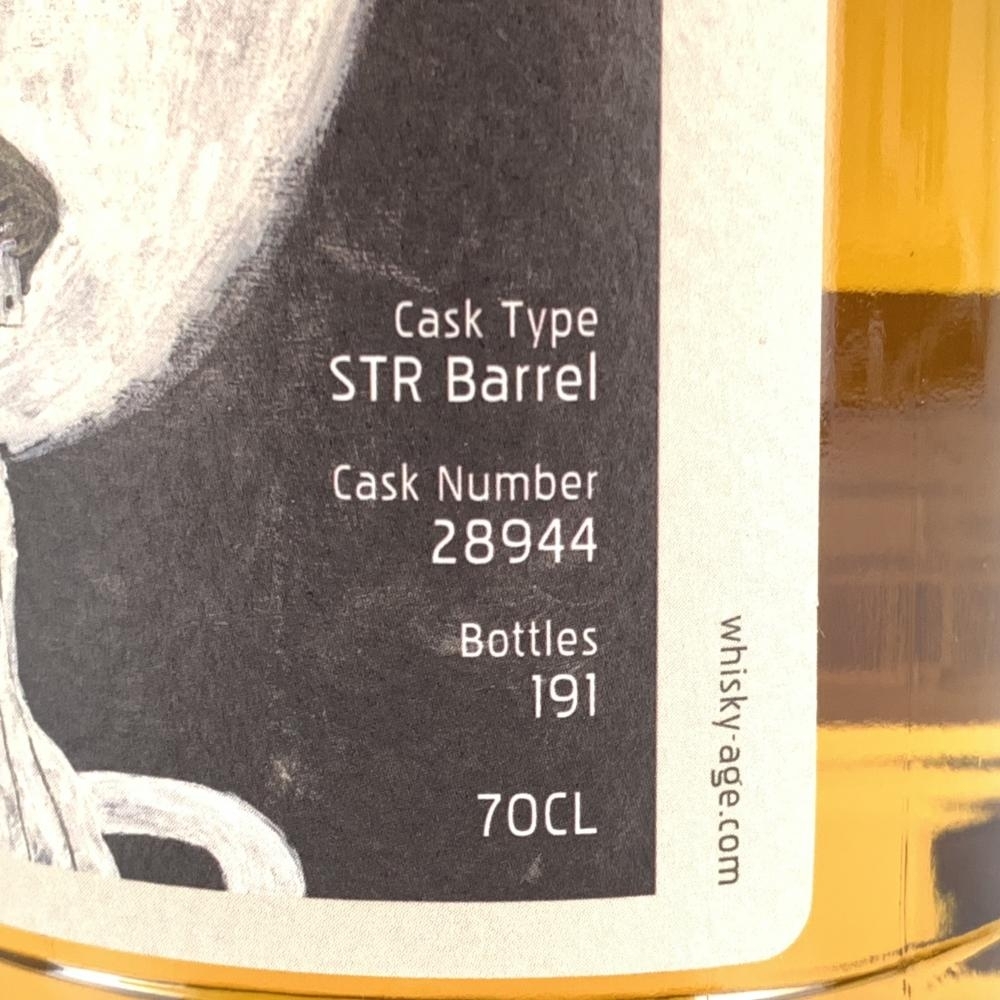 Cask Type
STR Barrel
Cask Number
28944
Bottles
191
70CL
whisky-age.com